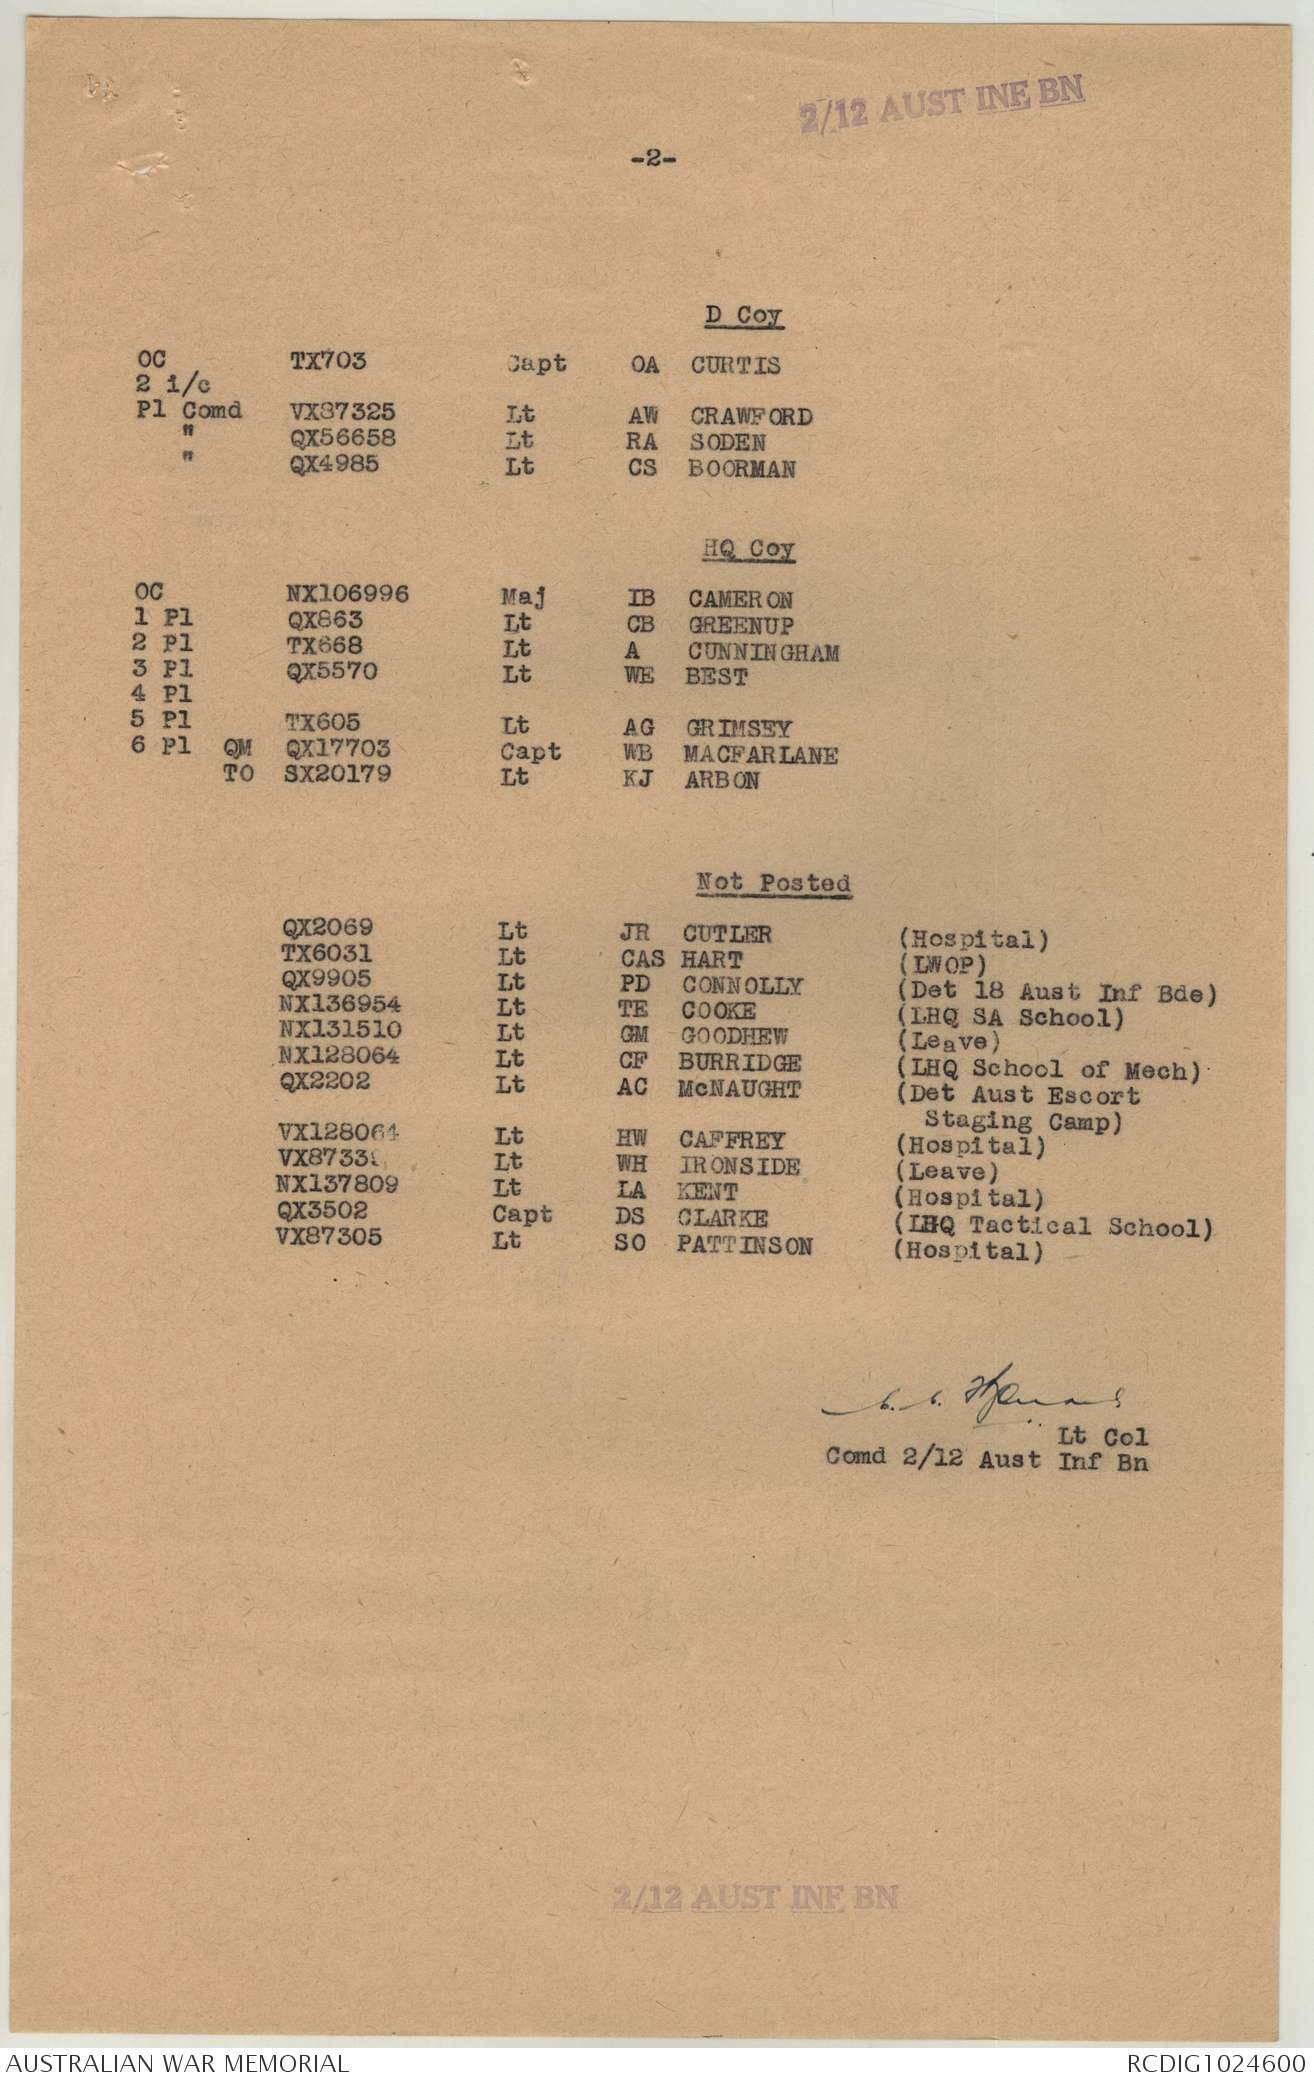 2/12 AUST INF BN
-2-
D Coy
OC TX703 Capt OA CURTIS
2 i/c
Pl Comd VX87325 Lt AW CRAWFORD
" QX56658 Lt RA SODEN
" QX4985 Lt CS BOORMAN
HQ Coy
OC NX106996 Maj IB CAMERON
1 Pl QX863 Lt CB GREENUP
2 Pl TX668 Lt A CUNNINGHAM
3 Pl QX5570 Lt WE BEST
4 Pl
5 Pl TX605 Lt AG GRIMSEY
6 Pl QM QX17703 Capt WB MACFARLANE
TO SX20179 Lt KJ ARBON
Not Posted
QX2069 Lt JR CUTLER (Hospital)
TX6031 Lt CAS HART (LWOP)
QX9905 Lt PD CONNOLLY (Det 18 Aust Inf Bde)
NX136954 Lt TE COOKE (LHQ SA School)
NX131510 Lt GM GOODHEW (Leave)
NX128064 Lt CF BURRIDGE (LHQ School of Mech)
QX2202 Lt AC McNAUGHT (Det Aust Escort
Staging Camp)
VX128064 Lt HW CAFFREY (Hospital)
Lt WH IRONSIDE (Leave)
NX137809 Lt LA KENT (Hospital)
QX3502 Capt DS CLARKE (LHQ Tactical School)
VX87305 Lt SO PATTINSON (Hospital)
Lt Col
Comd 2/12 Aust Inf Bn
2/12 AUST INF BN
AUSTRALIAN WAR MEMORIAL RCDIG1024600